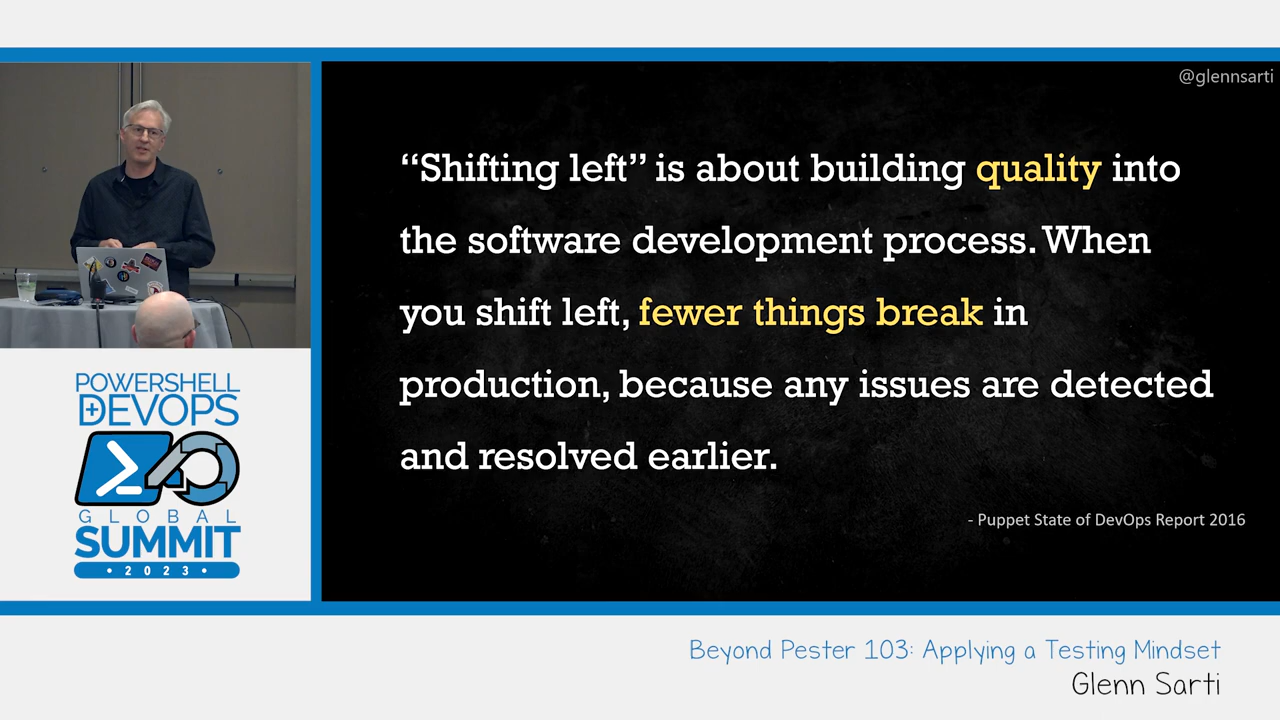 @glennsarti
“Shifting left” is about building quality into
the software development process. When
you shift left, fewer things break in
production, because any issues are detected
and resolved earlier.
- Puppet State of DevOps Report 2016
POWERSHELL
+DEVOPS
GLOBAL
SUMMIT
• 2023 •
Beyond Pester 103: Applying a Testing Mindset
Glenn Sarti